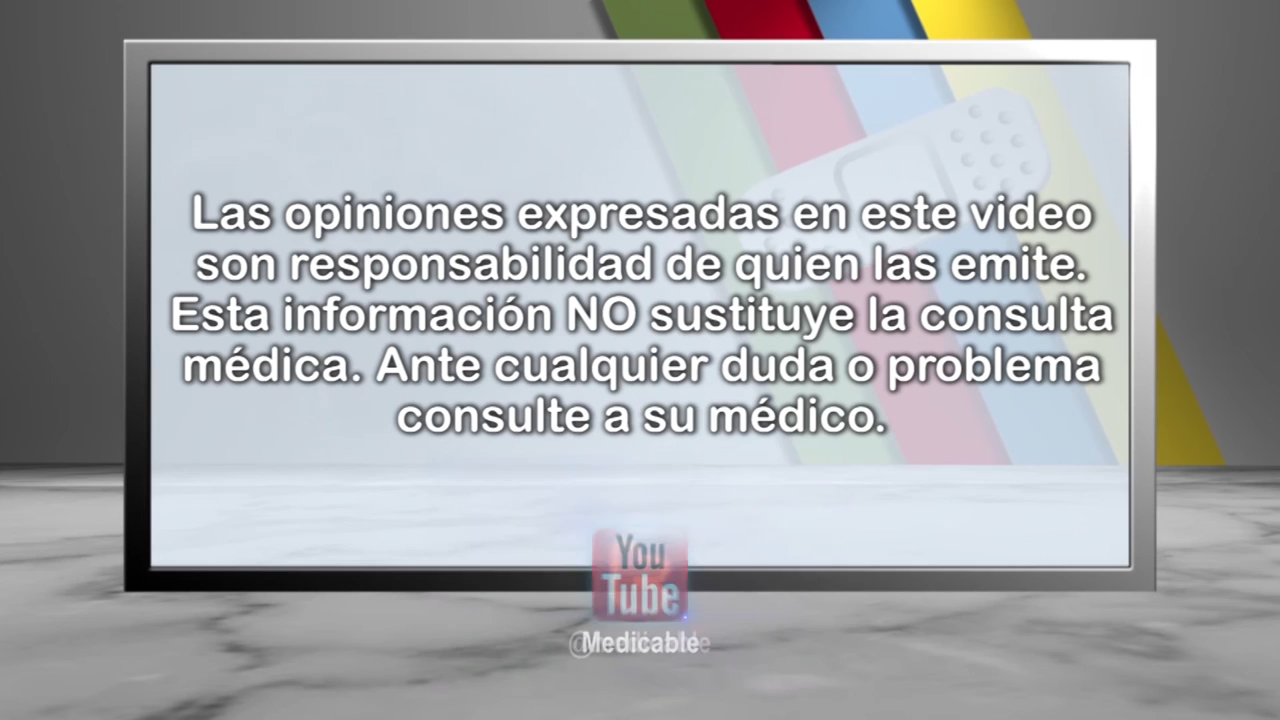 Las opiniones expresadas en este video
son responsabilidad de quien las emite.
Esta información NO sustituye la consulta
médica. Ante cualquier duda o problema
consulte a su médico.
You
Tube
Medicable